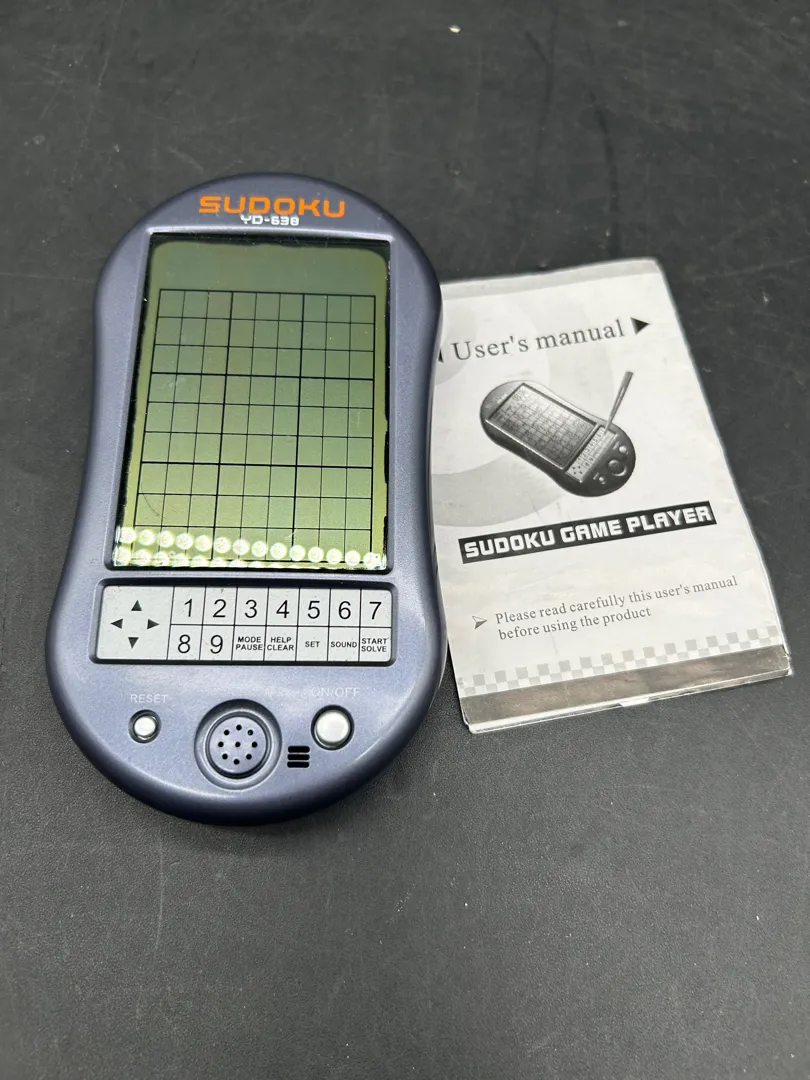 SUDOKU
YD-638
1 2 3 4 5 6 7
8 9 MODE PAUSE HELP CLEAR SET SOUND START SOLVE
RESET ON/OFF
User's manual
SUDOKU GAME PLAYER
Please read carefully this user's manual
before using the product